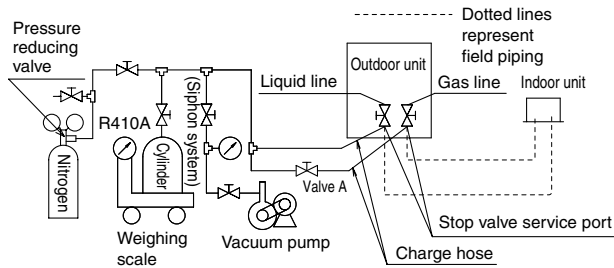 Pressure
reducing
valve
Dotted lines
represent
field piping
Liquid line
Outdoor unit
Gas line
Indoor unit
R410A
(Siphon system)
Cylinder
Nitrogen
Valve A
Weighing
scale
Vacuum pump
Stop valve service port
Charge hose